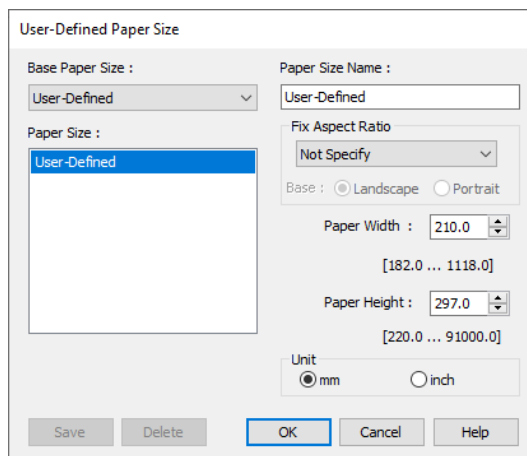 User-Defined Paper Size
Base Paper Size :
User-Defined
Paper Size :
User-Defined
Paper Size Name :
User-Defined
Fix Aspect Ratio
Not Specify
Base : Landscape Portrait
Paper Width : 210.0
[182.0 ... 1118.0]
Paper Height : 297.0
[220.0 ... 91000.0]
Unit
mm inch
Save Delete OK Cancel Help